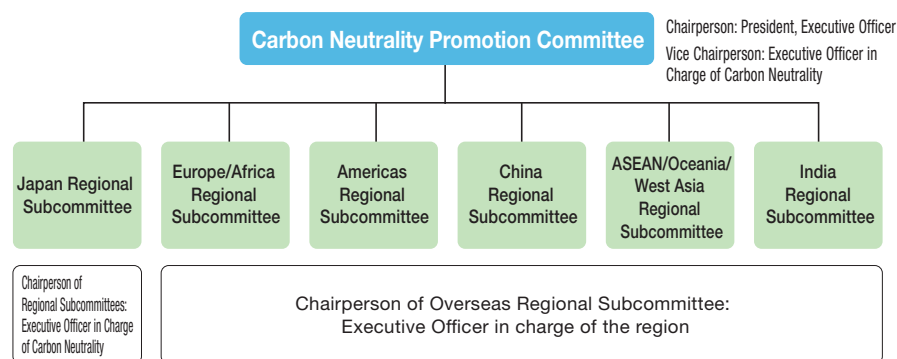 Carbon Neutrality Promotion Committee
Chairperson: President, Executive Officer
Vice Chairperson: Executive Officer in
Charge of Carbon Neutrality
Japan Regional
Subcommittee
Europe/Africa
Regional
Subcommittee
Americas
Regional
Subcommittee
China
Regional
Subcommittee
ASEAN/Oceania/
West Asia
Regional
Subcommittee
India
Regional
Subcommittee
Chairperson of
Regional Subcommittees:
Executive Officer in Charge
of Carbon Neutrality
Chairperson of Overseas Regional Subcommittee:
Executive Officer in charge of the region